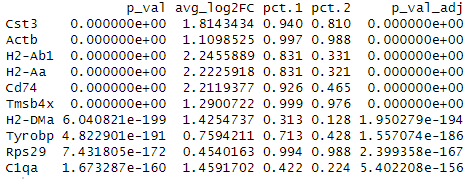 p_val avg_log2FC pct.1 pct.2 p_val_adj
Cst3 0.000000e+00 1.8143434 0.940 0.810 0.000000e+00
Actb 0.000000e+00 1.1098525 0.997 0.988 0.000000e+00
H2-Ab1 0.000000e+00 2.2455889 0.831 0.331 0.000000e+00
H2-Aa 0.000000e+00 2.2225918 0.831 0.321 0.000000e+00
Cd74 0.000000e+00 2.2119377 0.926 0.465 0.000000e+00
Tmsb4x 0.000000e+00 1.2900722 0.999 0.976 0.000000e+00
H2-DMa 6.040821e-199 1.4254737 0.313 0.128 1.950279e-194
Tyrobp 4.822901e-191 0.7594211 0.713 0.428 1.557074e-186
Rps29 7.431805e-172 0.4540163 0.994 0.988 2.399358e-167
C1qa 1.673287e-160 1.4591702 0.422 0.224 5.402208e-156